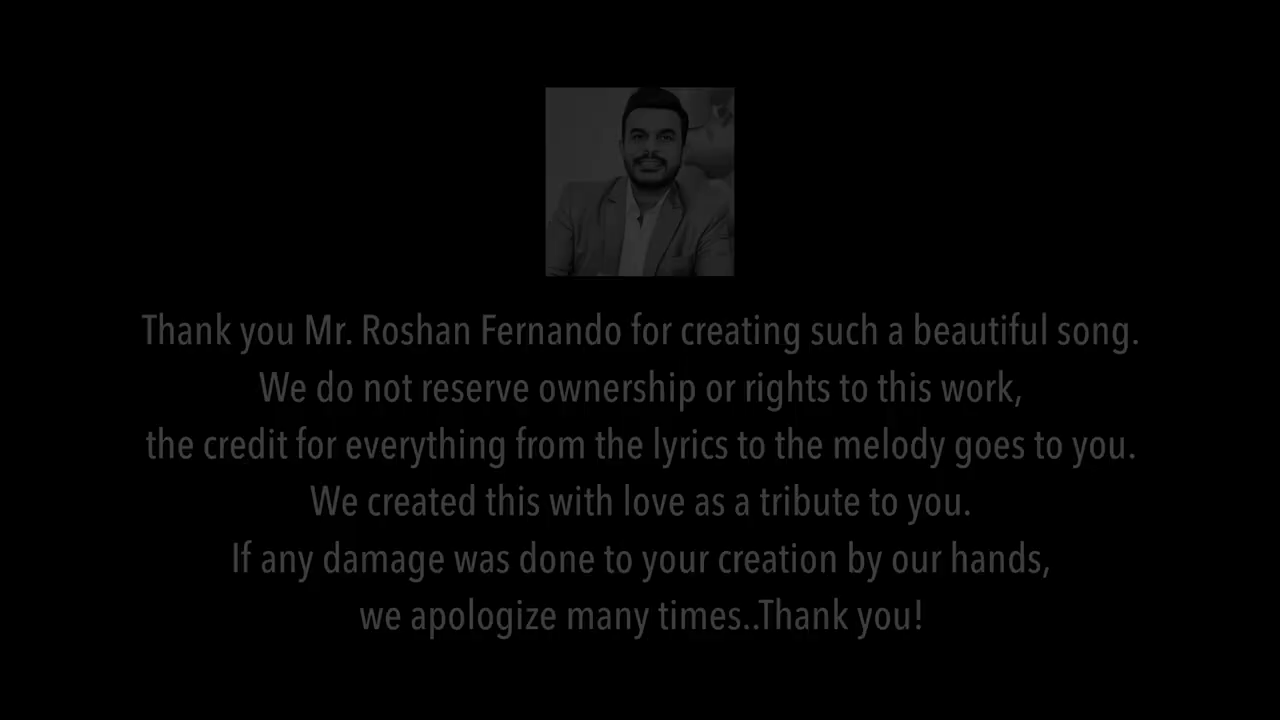 Thank you Mr. Roshan Fernando for creating such a beautiful song.
We do not reserve ownership or rights to this work,
the credit for everything from the lyrics to the melody goes to you.
We created this with love as a tribute to you.
If any damage was done to your creation by our hands,
we apologize many times..Thank you!